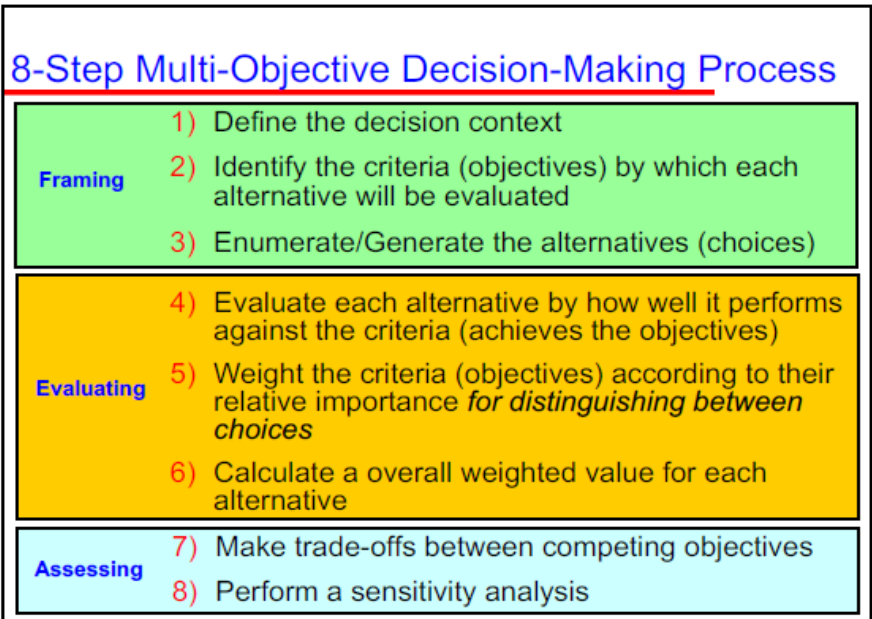 8-Step Multi-Objective Decision-Making Process
Framing
1) Define the decision context
2) Identify the criteria (objectives) by which each
alternative will be evaluated
3) Enumerate/Generate the alternatives (choices)
Evaluating
4) Evaluate each alternative by how well it performs
against the criteria (achieves the objectives)
5) Weight the criteria (objectives) according to their
relative importance for distinguishing between
choices
6) Calculate a overall weighted value for each
alternative
Assessing
7) Make trade-offs between competing objectives
8) Perform a sensitivity analysis